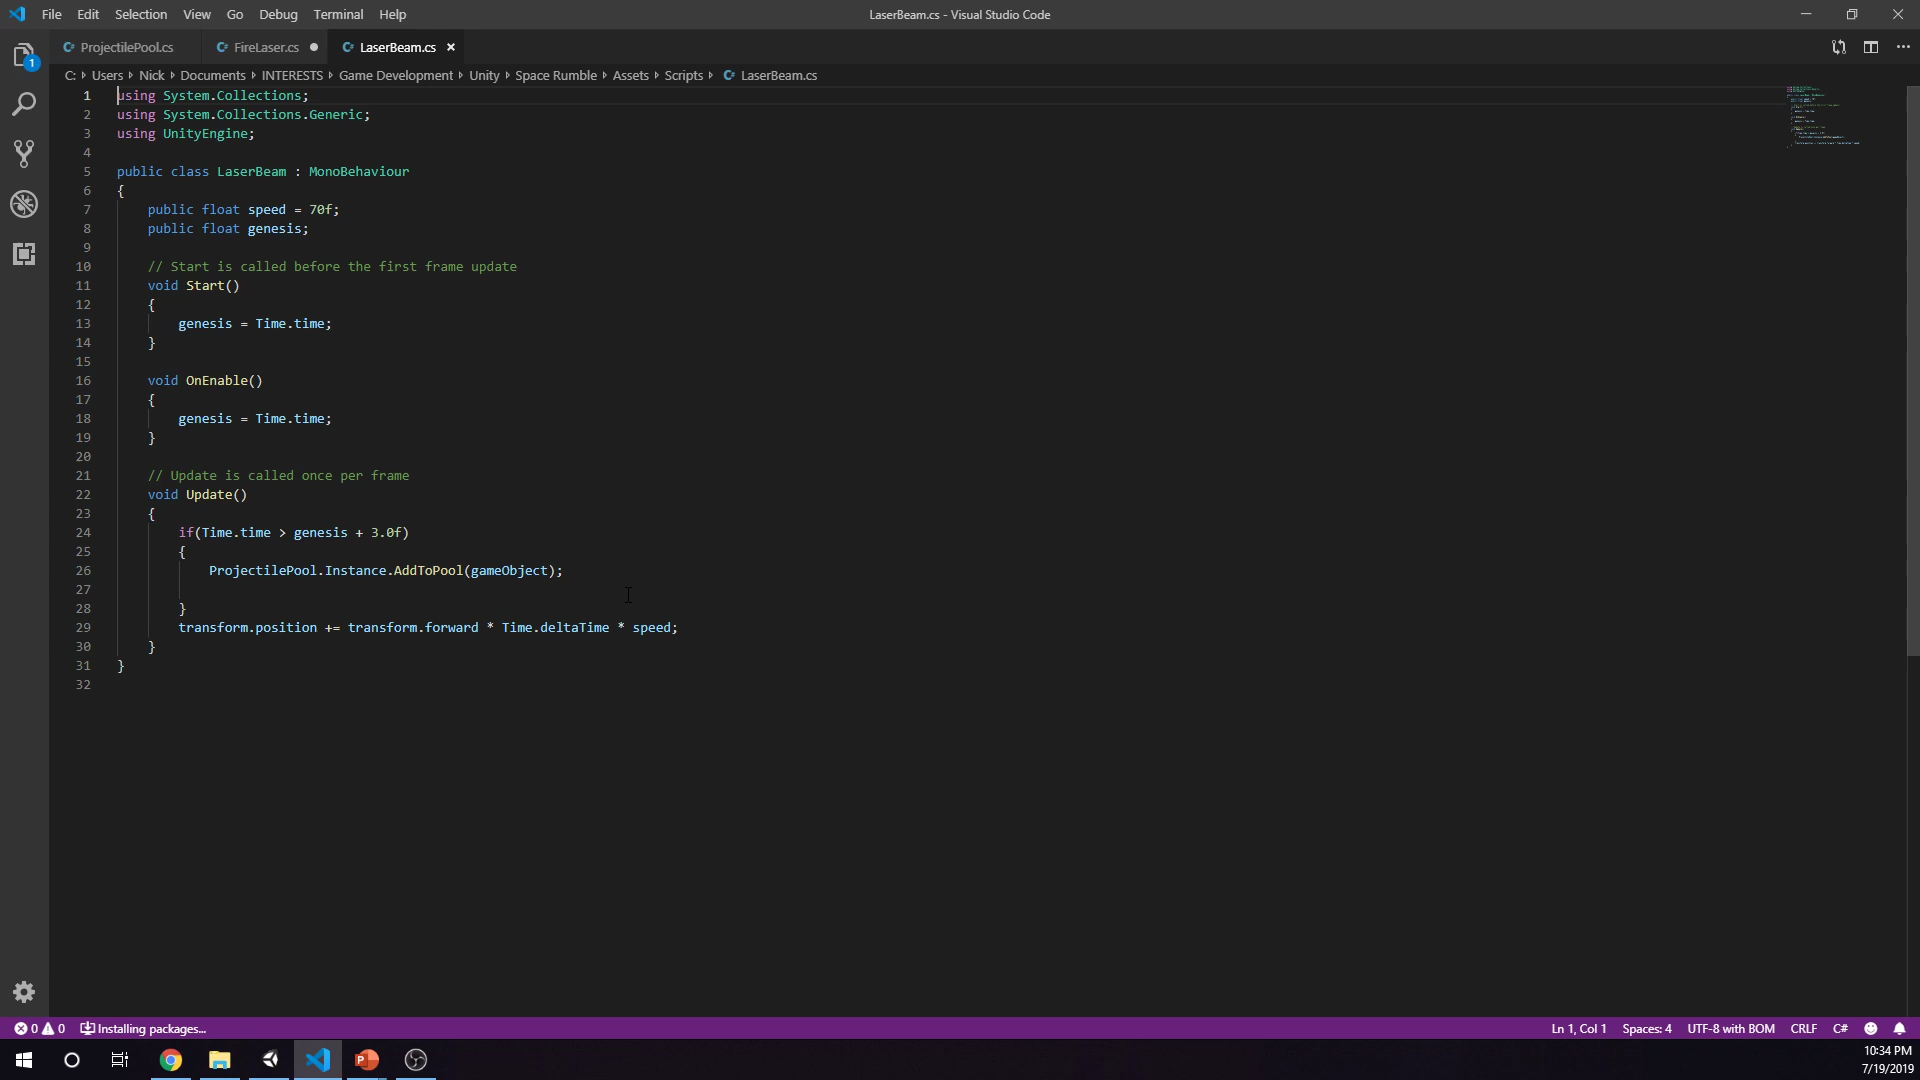 File Edit Selection View Go Debug Terminal Help
LaserBeam.cs - Visual Studio Code
ProjectilePool.cs FireLaser.cs LaserBeam.cs
C: Users Nick Documents INTERESTS Game Development Unity Space Rumble Assets Scripts LaserBeam.cs
1 using System.Collections;
2 using System.Collections.Generic;
3 using UnityEngine;
4
5 public class LaserBeam : MonoBehaviour
6 {
7 public float speed = 70f;
8 public float genesis;
9
10 // Start is called before the first frame update
11 void Start()
12 {
13 genesis = Time.time;
14 }
15
16 void OnEnable()
17 {
18 genesis = Time.time;
19 }
20
21 // Update is called once per frame
22 void Update()
23 {
24 if(Time.time > genesis + 3.0f)
25 {
26 ProjectilePool.Instance.AddToPool(gameObject);
27
28 }
29 transform.position += transform.forward * Time.deltaTime * speed;
30 }
31 }
32
1
0 0 Installing packages...
Ln 1, Col 1 Spaces: 4 UTF-8 with BOM CRLF C#
10:34 PM
7/19/2019